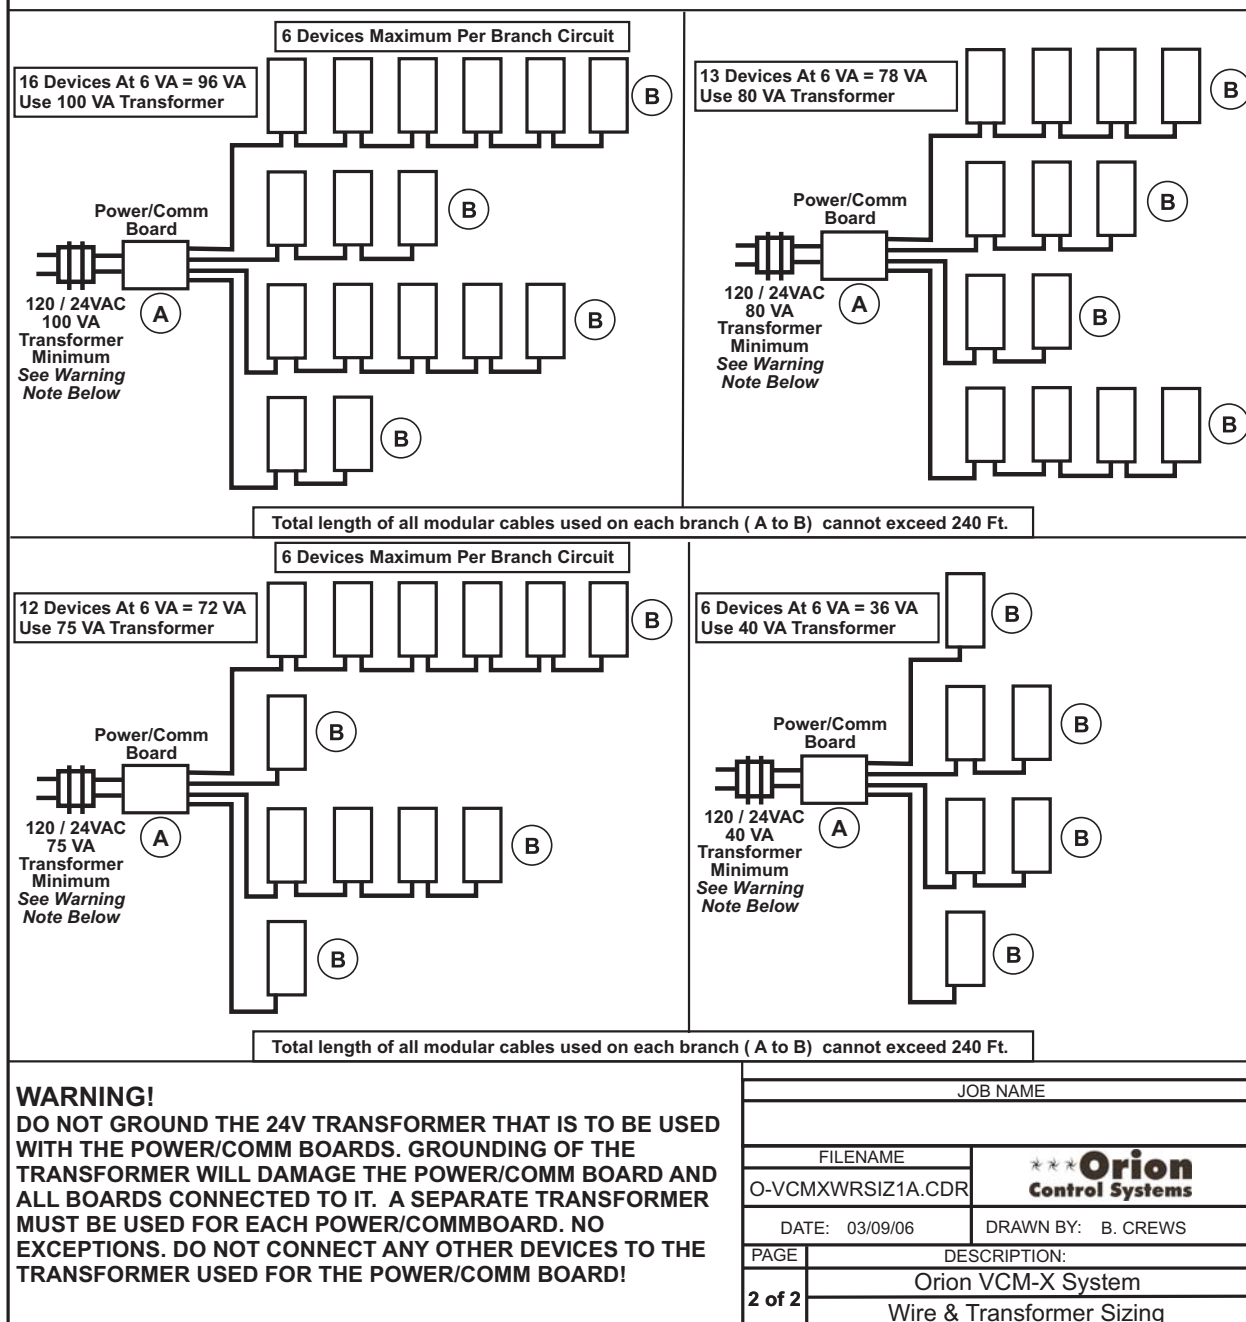 6 Devices Maximum Per Branch Circuit
16 Devices At 6 VA = 96 VA
Use 100 VA Transformer
B
B
Power/Comm
Board
A
120 / 24VAC
100 VA
Transformer
Minimum
See Warning
Note Below
B
B
13 Devices At 6 VA = 78 VA
Use 80 VA Transformer
B
B
Power/Comm
Board
A
120 / 24VAC
80 VA
Transformer
Minimum
See Warning
Note Below
B
B
Total length of all modular cables used on each branch ( A to B) cannot exceed 240 Ft.
6 Devices Maximum Per Branch Circuit
12 Devices At 6 VA = 72 VA
Use 75 VA Transformer
B
B
Power/Comm
Board
A
120 / 24VAC
75 VA
Transformer
Minimum
See Warning
Note Below
B
B
6 Devices At 6 VA = 36 VA
Use 40 VA Transformer
B
B
Power/Comm
Board
A
120 / 24VAC
40 VA
Transformer
Minimum
See Warning
Note Below
B
B
Total length of all modular cables used on each branch ( A to B) cannot exceed 240 Ft.
WARNING!
DO NOT GROUND THE 24V TRANSFORMER THAT IS TO BE USED
WITH THE POWER/COMM BOARDS. GROUNDING OF THE
TRANSFORMER WILL DAMAGE THE POWER/COMM BOARD AND
ALL BOARDS CONNECTED TO IT. A SEPARATE TRANSFORMER
MUST BE USED FOR EACH POWER/COMMBOARD. NO
EXCEPTIONS. DO NOT CONNECT ANY OTHER DEVICES TO THE
TRANSFORMER USED FOR THE POWER/COMM BOARD!
JOB NAME
FILENAME
O-VCMXWRSIZ1A.CDR
Orion
Control Systems
DATE: 03/09/06
DRAWN BY: B. CREWS
PAGE
2 of 2
DESCRIPTION:
Orion VCM-X System
Wire & Transformer Sizing